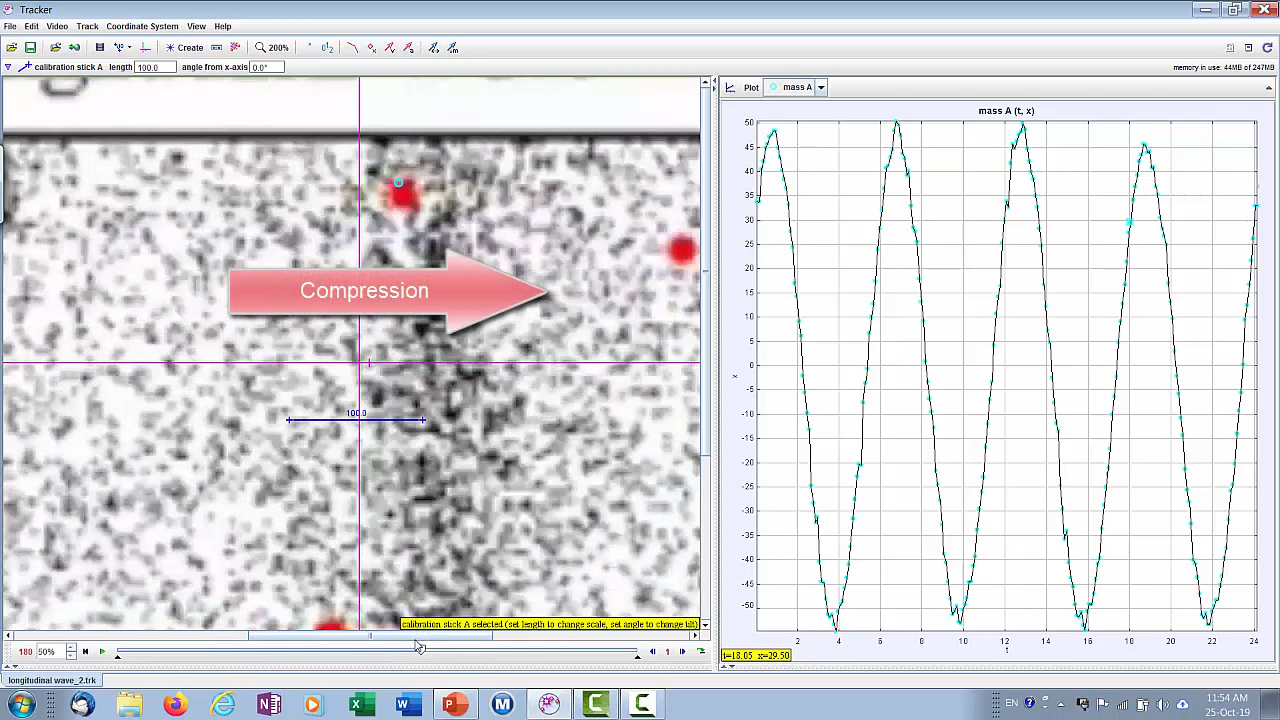 Tracker
File Edit Video Track Coordinate System View Help
Create 200%
calibration stick A length 100.0 angle from x-axis 0.0° memory in use: 44MB of 247MB
Plot mass A
mass A (t, x)
50
45
40
35
30
25
20
15
10
5
0
-5
-10
-15
-20
-25
-30
-35
-40
-45
-50
x
2 4 6 8 10 12 14 16 18 20 22 24
t
t=18.05 x=29.50
Compression
100.0
calibration stick A selected (set length to change scale, set angle to change tilt)
180 50% 1
longitudinal wave_2.trk
EN 11:54 AM
25-Oct-19